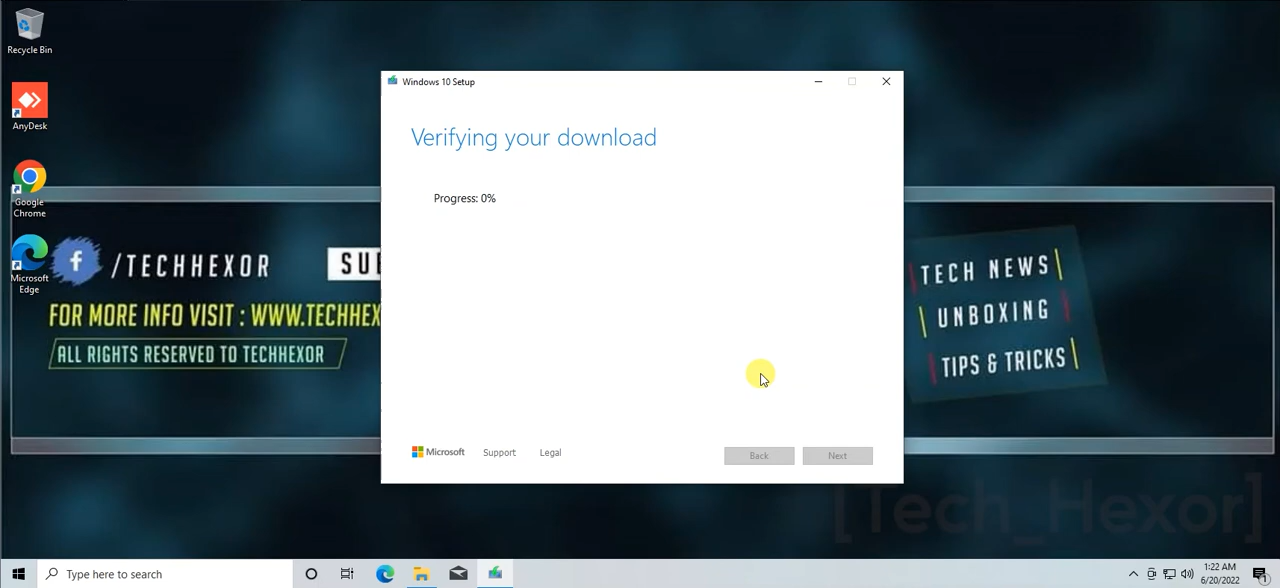 Recycle Bin
AnyDesk
Google
Chrome
Microsoft
Edge
Windows 10 Setup
Verifying your download
Progress: 0%
Microsoft
Support
Legal
Back
Next
f /TECHHEXOR
SU
FOR MORE INFO VISIT : WWW.TECHHEX
ALL RIGHTS RESERVED TO TECHHEXOR
TECH NEWS
UNBOXING
TIPS & TRICKS
[Tech_Hexor]
Type here to search
1:22 AM
6/20/2022
1